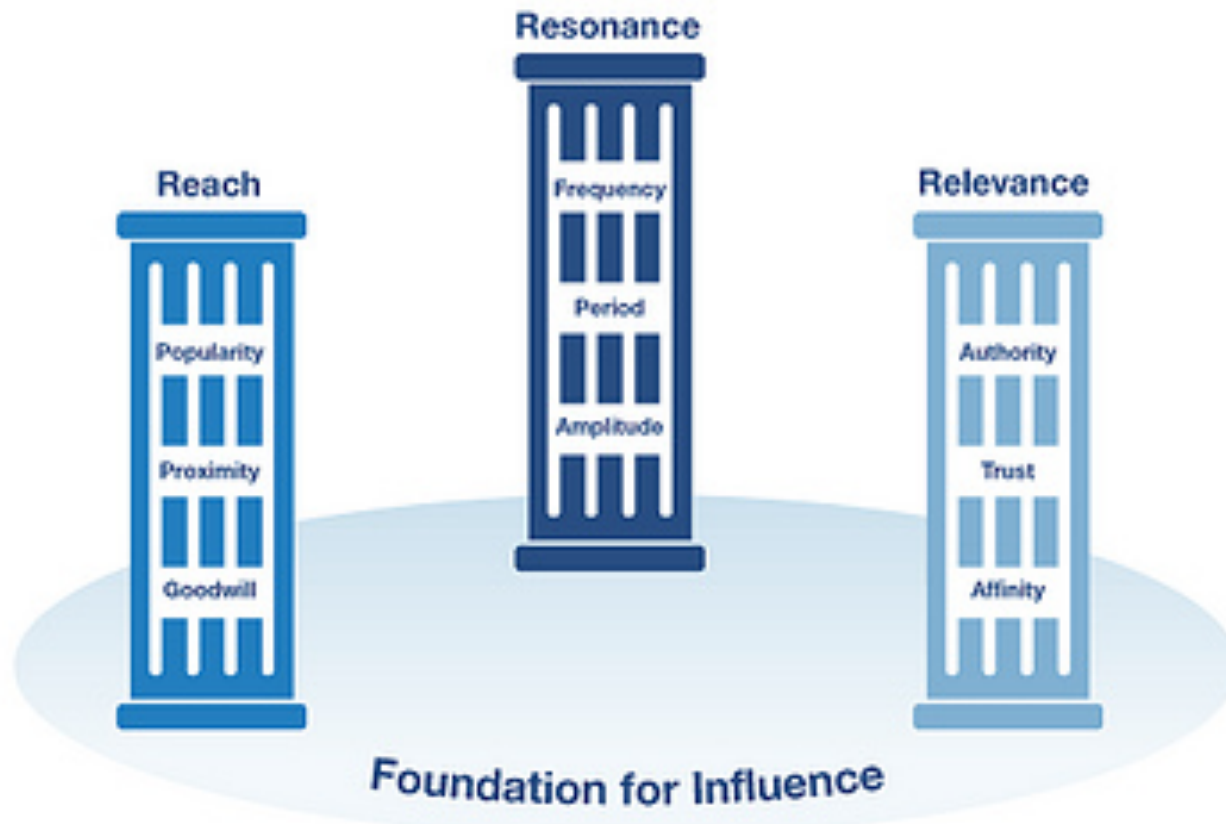 Resonance
Frequency
Period
Amplitude
Reach
Popularity
Proximity
Goodwill
Relevance
Authority
Trust
Affinity
Foundation for Influence